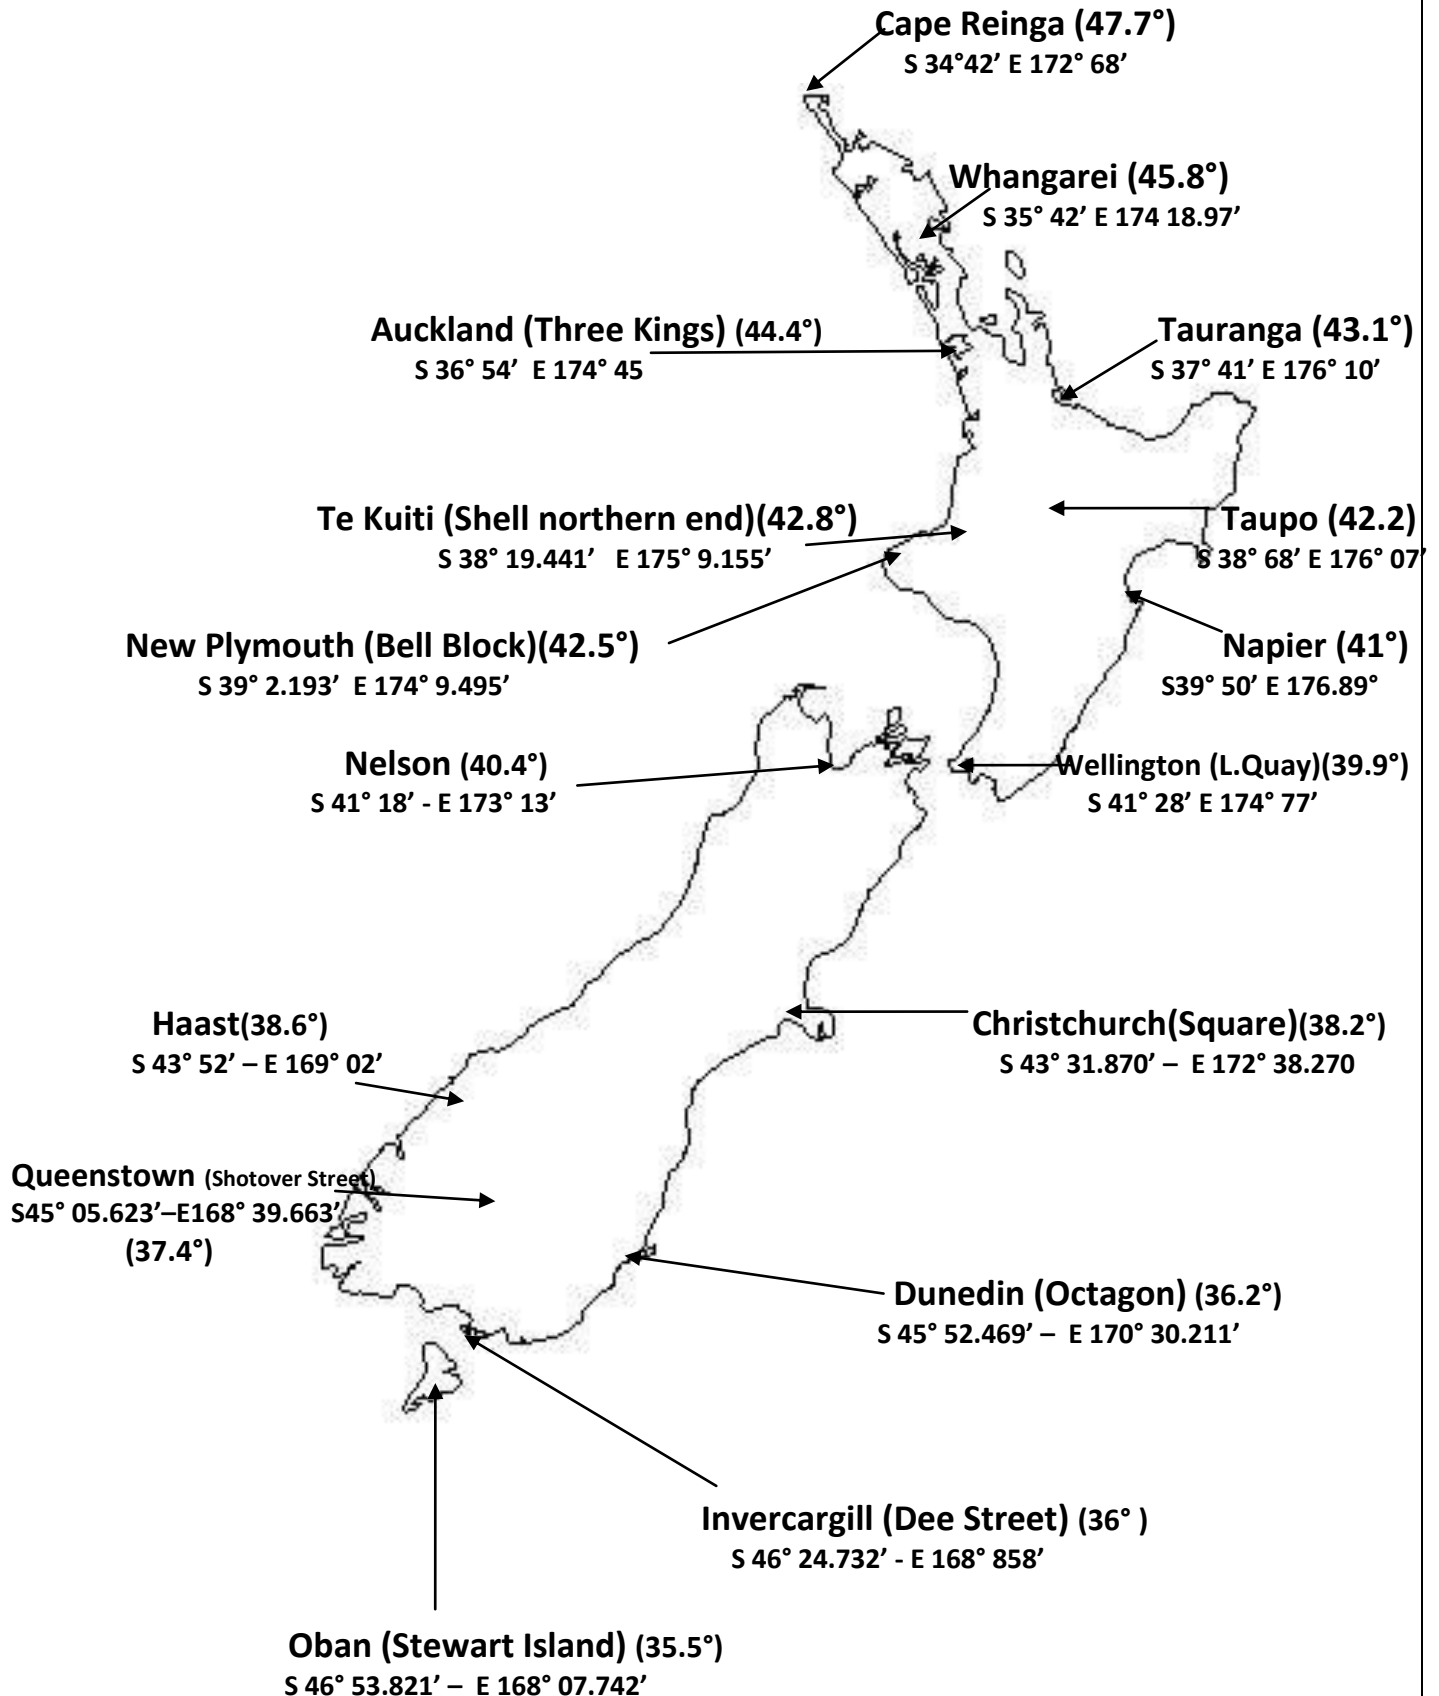 Cape Reinga (47.7°)
S 34°42’ E 172° 68’
Whangarei (45.8°)
S 35° 42’ E 174 18.97’
Auckland (Three Kings) (44.4°)
S 36° 54’ E 174° 45
Tauranga (43.1°)
S 37° 41’ E 176° 10’
Te Kuiti (Shell northern end)(42.8°)
S 38° 19.441’ E 175° 9.155’
Taupo (42.2)
S 38° 68’ E 176° 07’
New Plymouth (Bell Block)(42.5°)
S 39° 2.193’ E 174° 9.495’
Napier (41°)
S39° 50’ E 176.89°
Nelson (40.4°)
S 41° 18’ - E 173° 13’
Wellington (L.Quay)(39.9°)
S 41° 28’ E 174° 77’
Haast(38.6°)
S 43° 52’ – E 169° 02’
Christchurch(Square)(38.2°)
S 43° 31.870’ – E 172° 38.270
Queenstown (Shotover Street)
S45° 05.623’–E168° 39.663’
(37.4°)
Dunedin (Octagon) (36.2°)
S 45° 52.469’ – E 170° 30.211’
Invercargill (Dee Street) (36° )
S 46° 24.732’ - E 168° 858’
Oban (Stewart Island) (35.5°)
S 46° 53.821’ – E 168° 07.742’